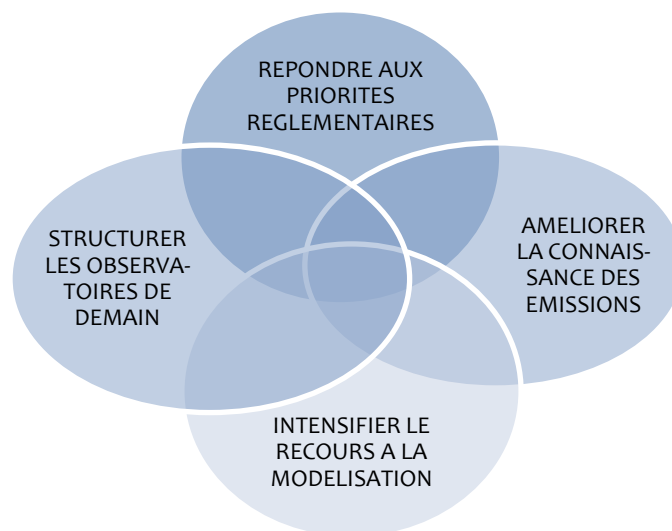 REPONDRE AUX
PRIORITES
REGLEMENTAIRES
STRUCTURER
LES OBSERVA-
TOIRES DE
DEMAIN
AMELIORER
LA CONNAIS-
SANCE DES
EMISSIONS
INTENSIFIER LE
RECOURS A LA
MODELISATION